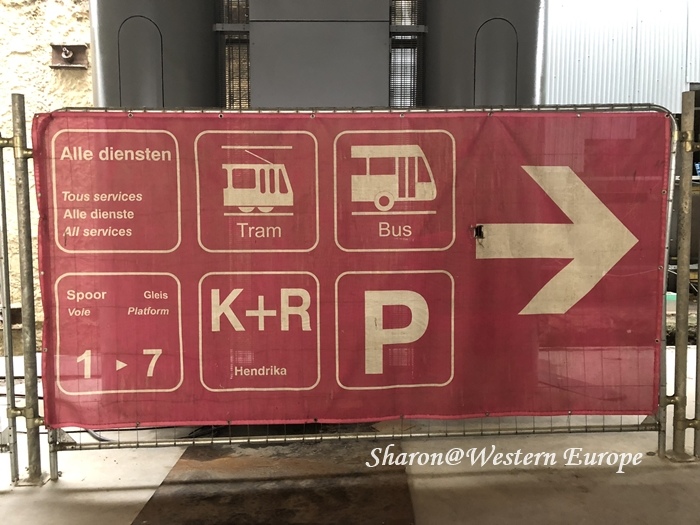 Alle diensten
Tous services
Alle dienste
All services
Tram
Bus
Spoor Gleis
Voie Platform
1 ▸ 7
K+R
Hendrika
P
Sharon@Western Europe